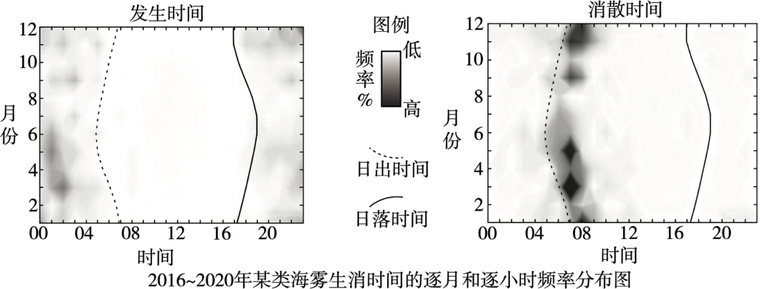 发生时间
12
10
8
6
4
2
月份
00 04 08 12 16 20
时间
图例
频率%
低
高
日出时间
日落时间
消散时间
12
10
8
6
4
2
月份
00 04 08 12 16 20
时间
2016~2020年某类海雾生消时间的逐月和逐小时频率分布图